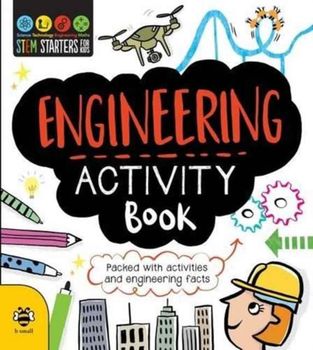 Science Technology Engineering Maths
STEM STARTERS FOR KIDS
ENGINEERING
ACTIVITY
BOOK
Packed with activities
and engineering facts
b small